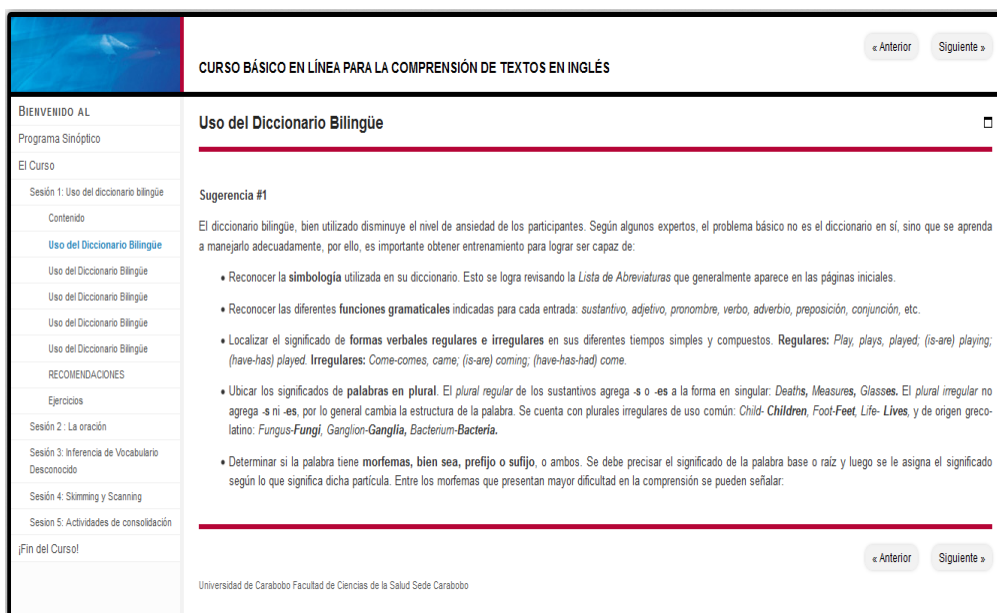 « Anterior
Siguiente »
CURSO BÁSICO EN LÍNEA PARA LA COMPRENSIÓN DE TEXTOS EN INGLÉS
BIENVENIDO AL
Programa Sinóptico
El Curso
Sesión 1: Uso del diccionario bilingüe
Contenido
Uso del Diccionario Bilingüe
Uso del Diccionario Bilingüe
Uso del Diccionario Bilingüe
Uso del Diccionario Bilingüe
Uso del Diccionario Bilingüe
RECOMENDACIONES
Ejercicios
Sesión 2 : La oración
Sesión 3: Inferencia de Vocabulario
Desconocido
Sesión 4: Skimming y Scanning
Sesion 5: Actividades de consolidación
¡Fin del Curso!
Uso del Diccionario Bilingüe
Sugerencia #1
El diccionario bilingüe, bien utilizado disminuye el nivel de ansiedad de los participantes. Según algunos expertos, el problema básico no es el diccionario en sí, sino que se aprenda
a manejarlo adecuadamente, por ello, es importante obtener entrenamiento para lograr ser capaz de:
• Reconocer la simbología utilizada en su diccionario. Esto se logra revisando la Lista de Abreviaturas que generalmente aparece en las páginas iniciales.
• Reconocer las diferentes funciones gramaticales indicadas para cada entrada: sustantivo, adjetivo, pronombre, verbo, adverbio, preposición, conjunción, etc.
• Localizar el significado de formas verbales regulares e irregulares en sus diferentes tiempos simples y compuestos. Regulares: Play, plays, played; (is-are) playing;
(have-has) played. Irregulares: Come-comes, came; (is-are) coming; (have-has-had) come.
• Ubicar los significados de palabras en plural. El plural regular de los sustantivos agrega -s o -es a la forma en singular: Deaths, Measures, Glasses. El plural irregular no
agrega -s ni -es, por lo general cambia la estructura de la palabra. Se cuenta con plurales irregulares de uso común: Child- Children, Foot-Feet, Life- Lives, y de origen greco-
latino: Fungus-Fungi, Ganglion-Ganglia, Bacterium-Bacteria.
• Determinar si la palabra tiene morfemas, bien sea, prefijo o sufijo, o ambos. Se debe precisar el significado de la palabra base o raíz y luego se le asigna el significado
según lo que significa dicha partícula. Entre los morfemas que presentan mayor dificultad en la comprensión se pueden señalar:
« Anterior
Siguiente »
Universidad de Carabobo Facultad de Ciencias de la Salud Sede Carabobo